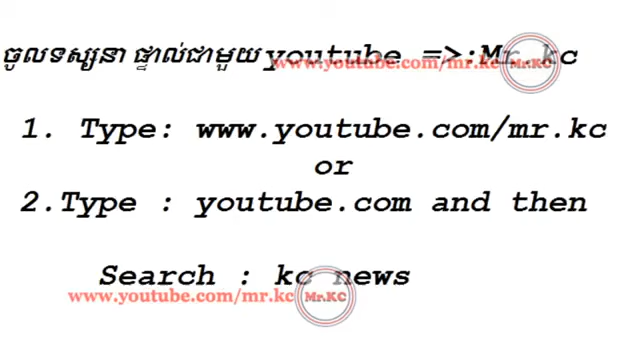 ចូលទស្សនា ផ្ទាល់ជាមួយ youtube =>:Mr.kc
www.youtube.com/mr.kc Mr.KC
1. Type: www.youtube.com/mr.kc
or
2.Type : youtube.com and then
Search : kc news
www.youtube.com/mr.kc Mr.KC